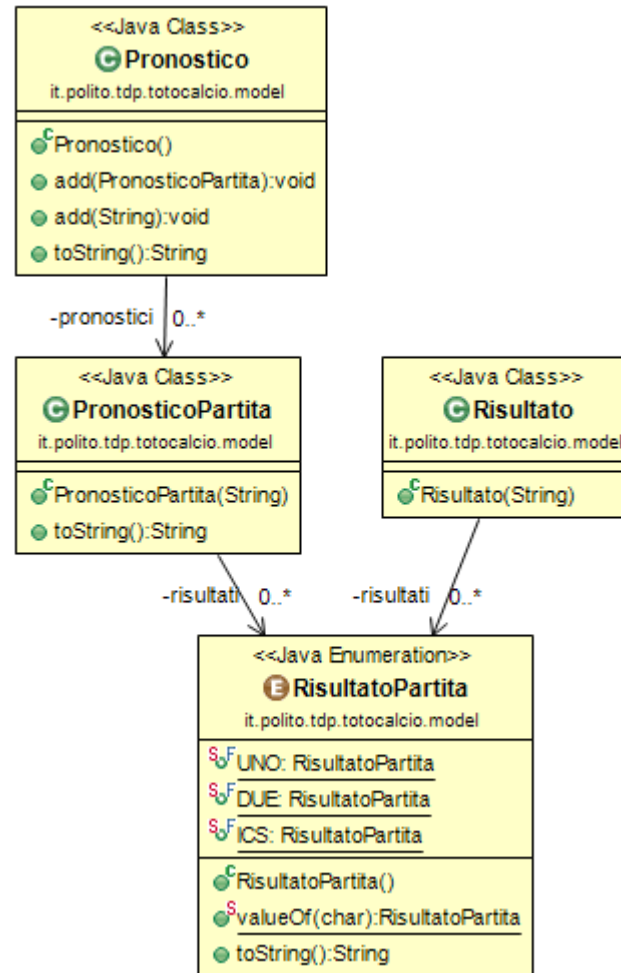 <<Java Class>>
C Pronostico
it.polito.tdp.totocalcio.model
C Pronostico()
add(PronosticoPartita):void
add(String):void
toString():String
-pronostici 0..*
<<Java Class>>
C PronosticoPartita
it.polito.tdp.totocalcio.model
C PronosticoPartita(String)
toString():String
<<Java Class>>
C Risultato
it.polito.tdp.totocalcio.model
C Risultato(String)
-risultati 0..*
-risultati 0..*
<<Java Enumeration>>
E RisultatoPartita
it.polito.tdp.totocalcio.model
S F UNO: RisultatoPartita
S F DUE: RisultatoPartita
S F ICS: RisultatoPartita
C RisultatoPartita()
S valueOf(char):RisultatoPartita
toString():String